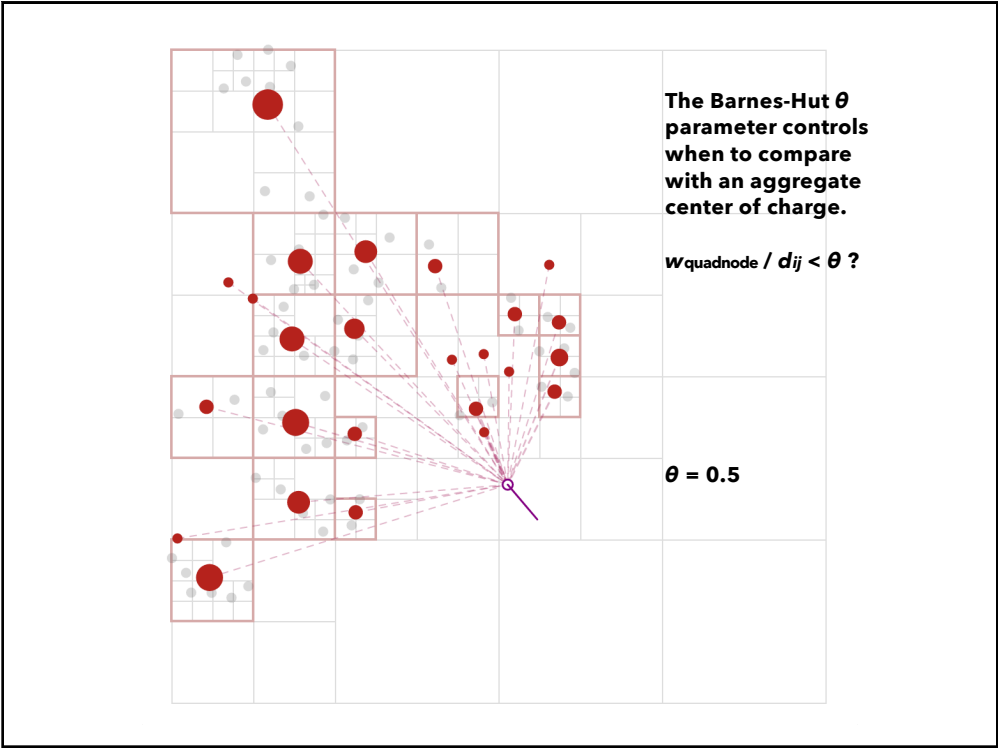 The Barnes-Hut θ
parameter controls
when to compare
with an aggregate
center of charge.
wquadnode / dij < θ ?
θ = 0.5